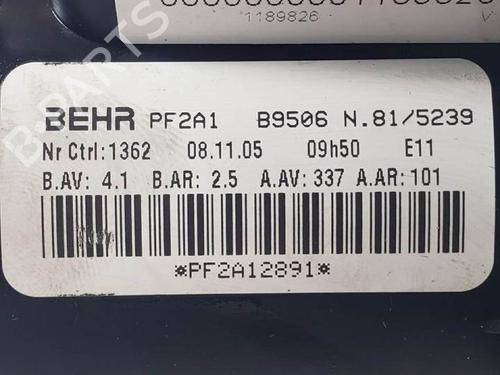 1189826
BEHR PF2A1 B9506 N.81/5239
Nr Ctrl:1362 08.11.05 09h50 E11
B.AV: 4.1 B.AR: 2.5 A.AV: 337 A.AR: 101
*PF2A12891*
B-PARTS